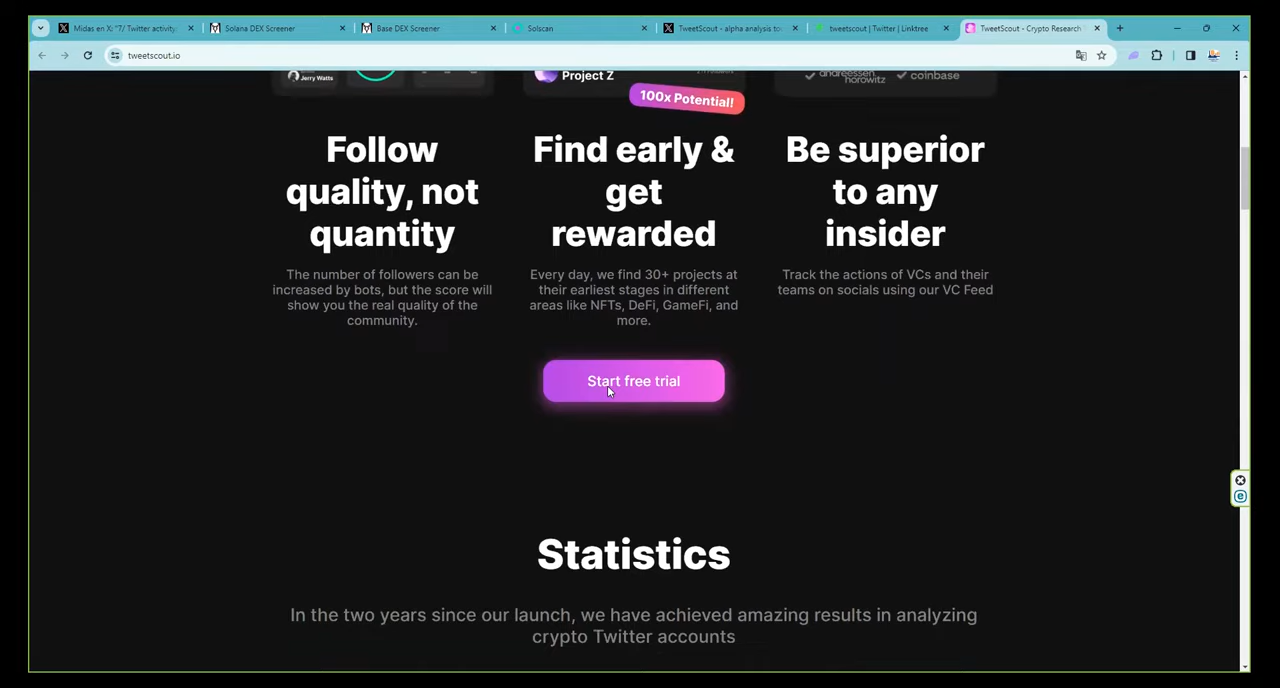 Midas en X: "7/ Twitter activity
Solana DEX Screener
Base DEX Screener
Solscan
TweetScout - alpha analysis to
tweetscout | Twitter | Linktree
TweetScout - Crypto Research
tweetscout.io
Jerry Watts
Project Z
100x Potential!
andreessen
horowitz
coinbase
Follow
quality, not
quantity
The number of followers can be
increased by bots, but the score will
show you the real quality of the
community.
Find early &
get
rewarded
Every day, we find 30+ projects at
their earliest stages in different
areas like NFTs, DeFi, GameFi, and
more.
Be superior
to any
insider
Track the actions of VCs and their
teams on socials using our VC Feed
Start free trial
Statistics
In the two years since our launch, we have achieved amazing results in analyzing
crypto Twitter accounts